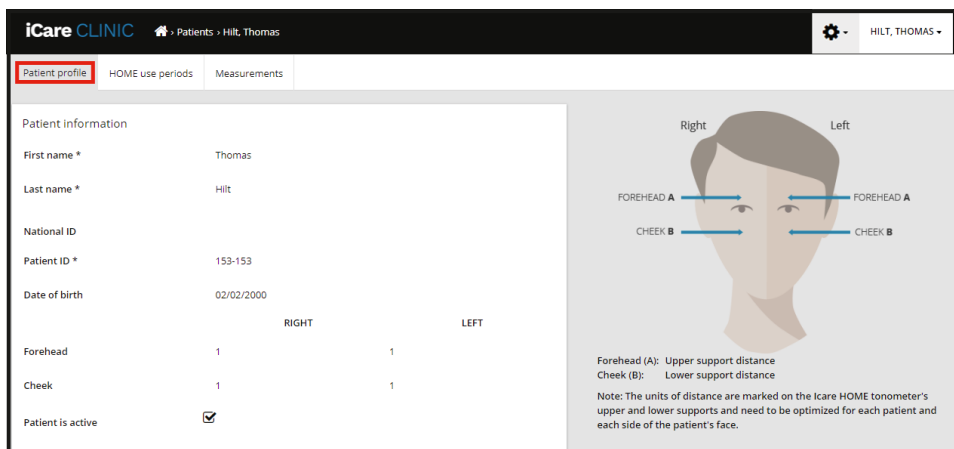 iCare CLINIC › Patients › Hilt, Thomas HILT, THOMAS
Patient profile HOME use periods Measurements
Patient information
First name * Thomas
Last name * Hilt
National ID
Patient ID * 153-153
Date of birth 02/02/2000
RIGHT LEFT
Forehead 1 1
Cheek 1 1
Patient is active
Right Left
FOREHEAD A FOREHEAD A
CHEEK B CHEEK B
Forehead (A): Upper support distance
Cheek (B): Lower support distance
Note: The units of distance are marked on the Icare HOME tonometer's
upper and lower supports and need to be optimized for each patient and
each side of the patient's face.